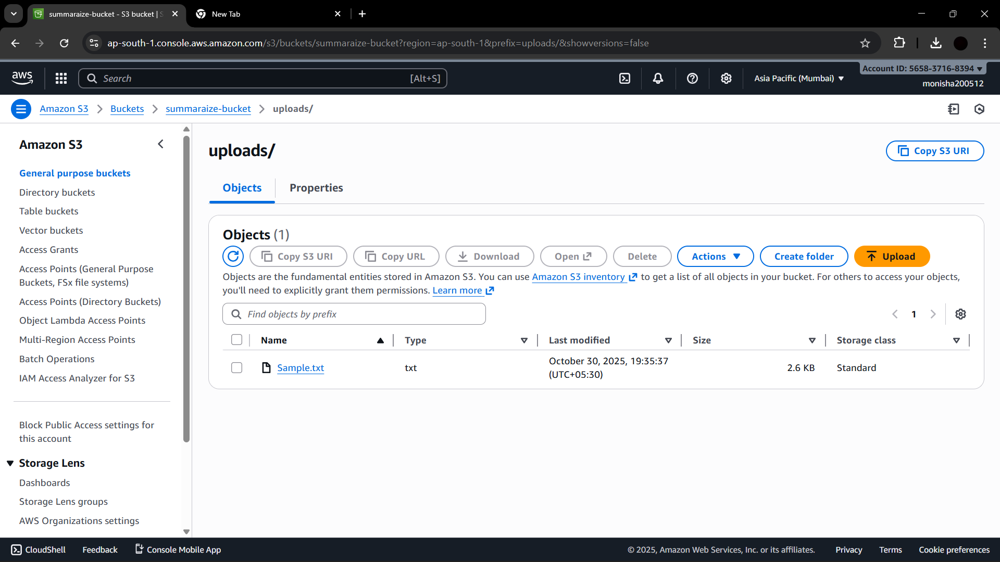 summaraize-bucket - S3 bucket | S
New Tab
ap-south-1.console.aws.amazon.com/s3/buckets/summaraize-bucket?region=ap-south-1&prefix=uploads/&showversions=false
aws
Search
[Alt+S]
Asia Pacific (Mumbai)
Account ID: 5658-3716-8394
monisha200512
Amazon S3
Buckets
summaraize-bucket
uploads/
Amazon S3
General purpose buckets
Directory buckets
Table buckets
Vector buckets
Access Grants
Access Points (General Purpose
Buckets, FSx file systems)
Access Points (Directory Buckets)
Object Lambda Access Points
Multi-Region Access Points
Batch Operations
IAM Access Analyzer for S3
Block Public Access settings for
this account
Storage Lens
Dashboards
Storage Lens groups
AWS Organizations settings
uploads/
Copy S3 URI
Objects
Properties
Objects (1)
Copy S3 URI
Copy URL
Download
Open
Delete
Actions
Create folder
Upload
Objects are the fundamental entities stored in Amazon S3. You can use Amazon S3 inventory to get a list of all objects in your bucket. For others to access your objects,
you'll need to explicitly grant them permissions. Learn more
Find objects by prefix
1
Name
Type
Last modified
Size
Storage class
Sample.txt
txt
October 30, 2025, 19:35:37
(UTC+05:30)
2.6 KB
Standard
CloudShell
Feedback
Console Mobile App
© 2025, Amazon Web Services, Inc. or its affiliates.
Privacy
Terms
Cookie preferences